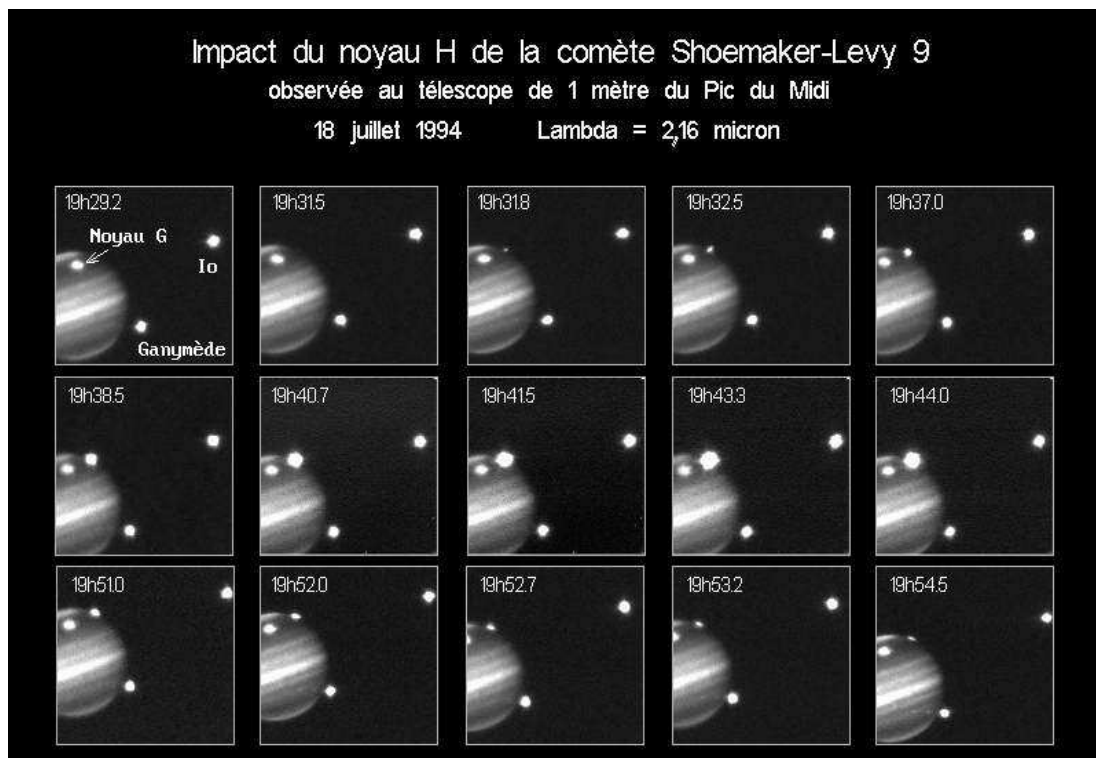 Impact du noyau H de la comète Shoemaker-Levy 9
observée au télescope de 1 mètre du Pic du Midi
18 juillet 1994 Lambda = 2,16 micron
19h29.2 19h31.5 19h31.8 19h32.5 19h37.0
Noyau G
Io
Ganymède
19h38.5 19h40.7 19h41.5 19h43.3 19h44.0
19h51.0 19h52.0 19h52.7 19h53.2 19h54.5